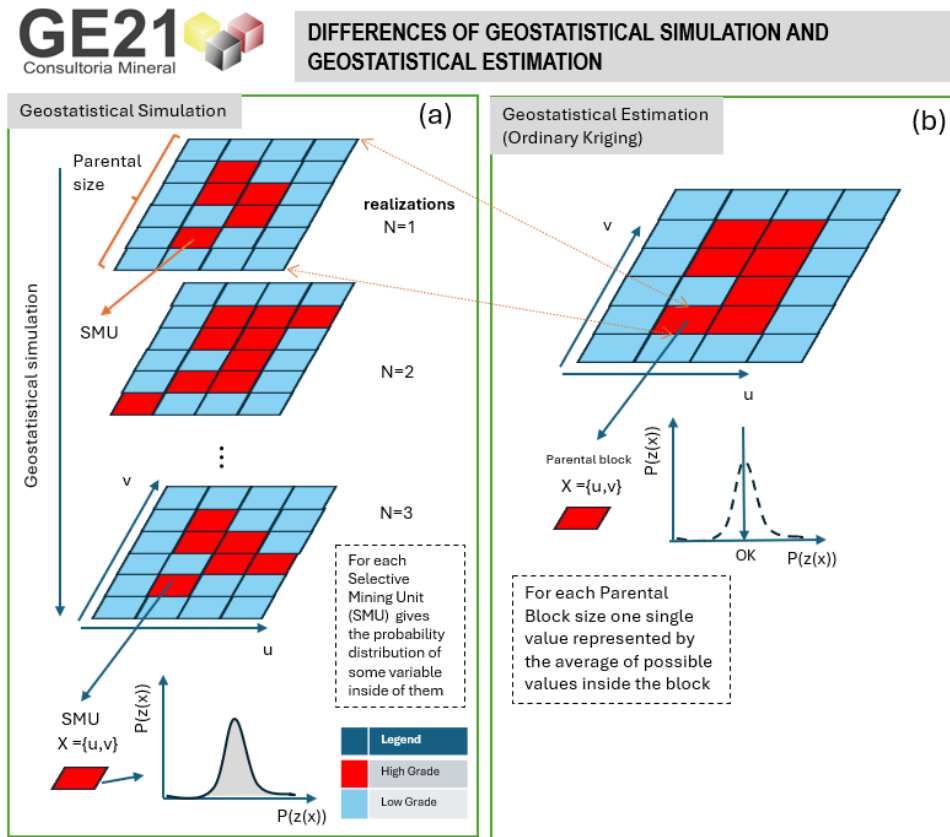 GE21
Consultoria Mineral
DIFFERENCES OF GEOSTATISTICAL SIMULATION AND
GEOSTATISTICAL ESTIMATION
Geostatistical Simulation
(a)
Parental
size
realizations
N=1
SMU
N=2
Geostatistical simulation
⋮
v
N=3
u
For each
Selective
Mining Unit
(SMU) gives
the probability
distribution of
some variable
inside of them
SMU
X ={u,v}
P(z(x))
P(z(x))
Legend
High Grade
Low Grade
Geostatistical Estimation
(Ordinary Kriging)
(b)
v
u
Parental block
X ={u,v}
P(z(x))
OK
P(z(x))
For each Parental
Block size one single
value represented by
the average of possible
values inside the block